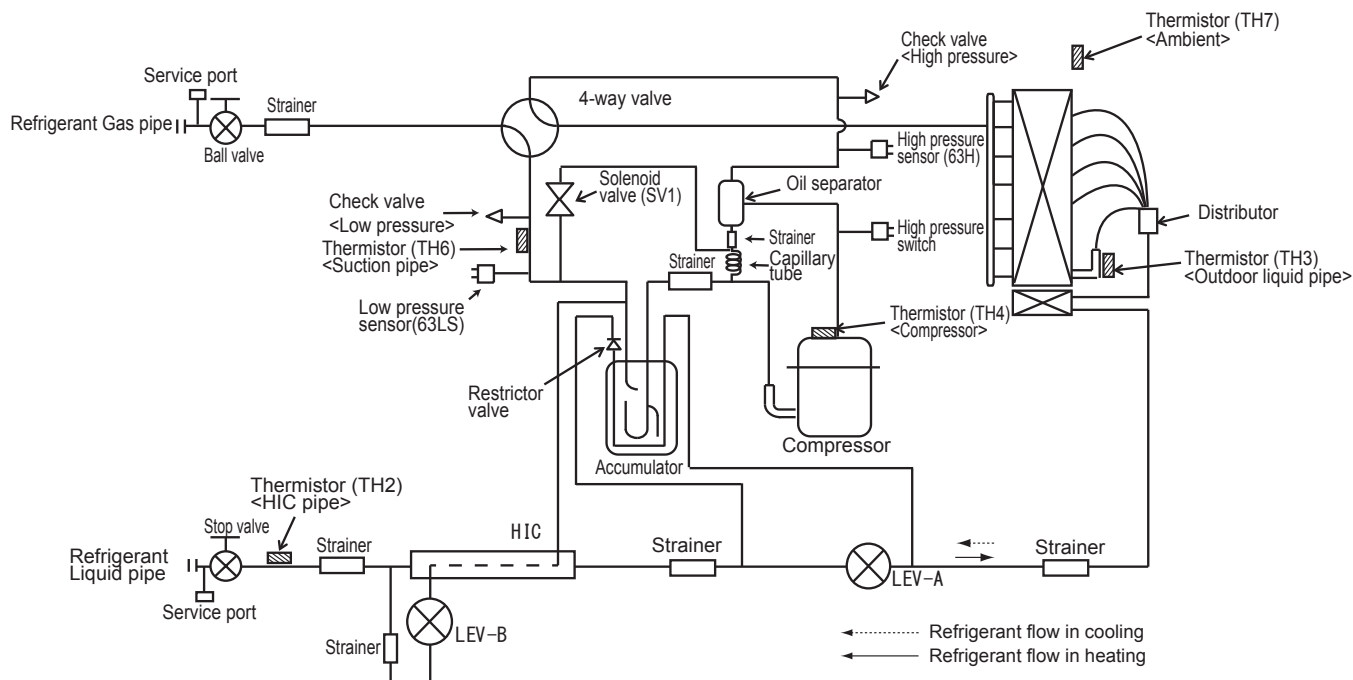 Thermistor (TH7)
<Ambient>
Check valve
<High pressure>
Service port
Strainer
4-way valve
Refrigerant Gas pipe
Ball valve
High pressure
sensor (63H)
Solenoid
valve (SV1)
Oil separator
Check valve
<Low pressure>
Distributor
High pressure
switch
Strainer
Thermistor (TH6)
<Suction pipe>
Strainer
Capillary
tube
Thermistor (TH3)
<Outdoor liquid pipe>
Low pressure
sensor(63LS)
Thermistor (TH4)
<Compressor>
Restrictor
valve
Compressor
Accumulator
Thermistor (TH2)
<HIC pipe>
Stop valve
HIC
Strainer
Strainer
Strainer
Refrigerant
Liquid pipe
LEV-A
Service port
LEV-B
Strainer
Refrigerant flow in cooling
Refrigerant flow in heating